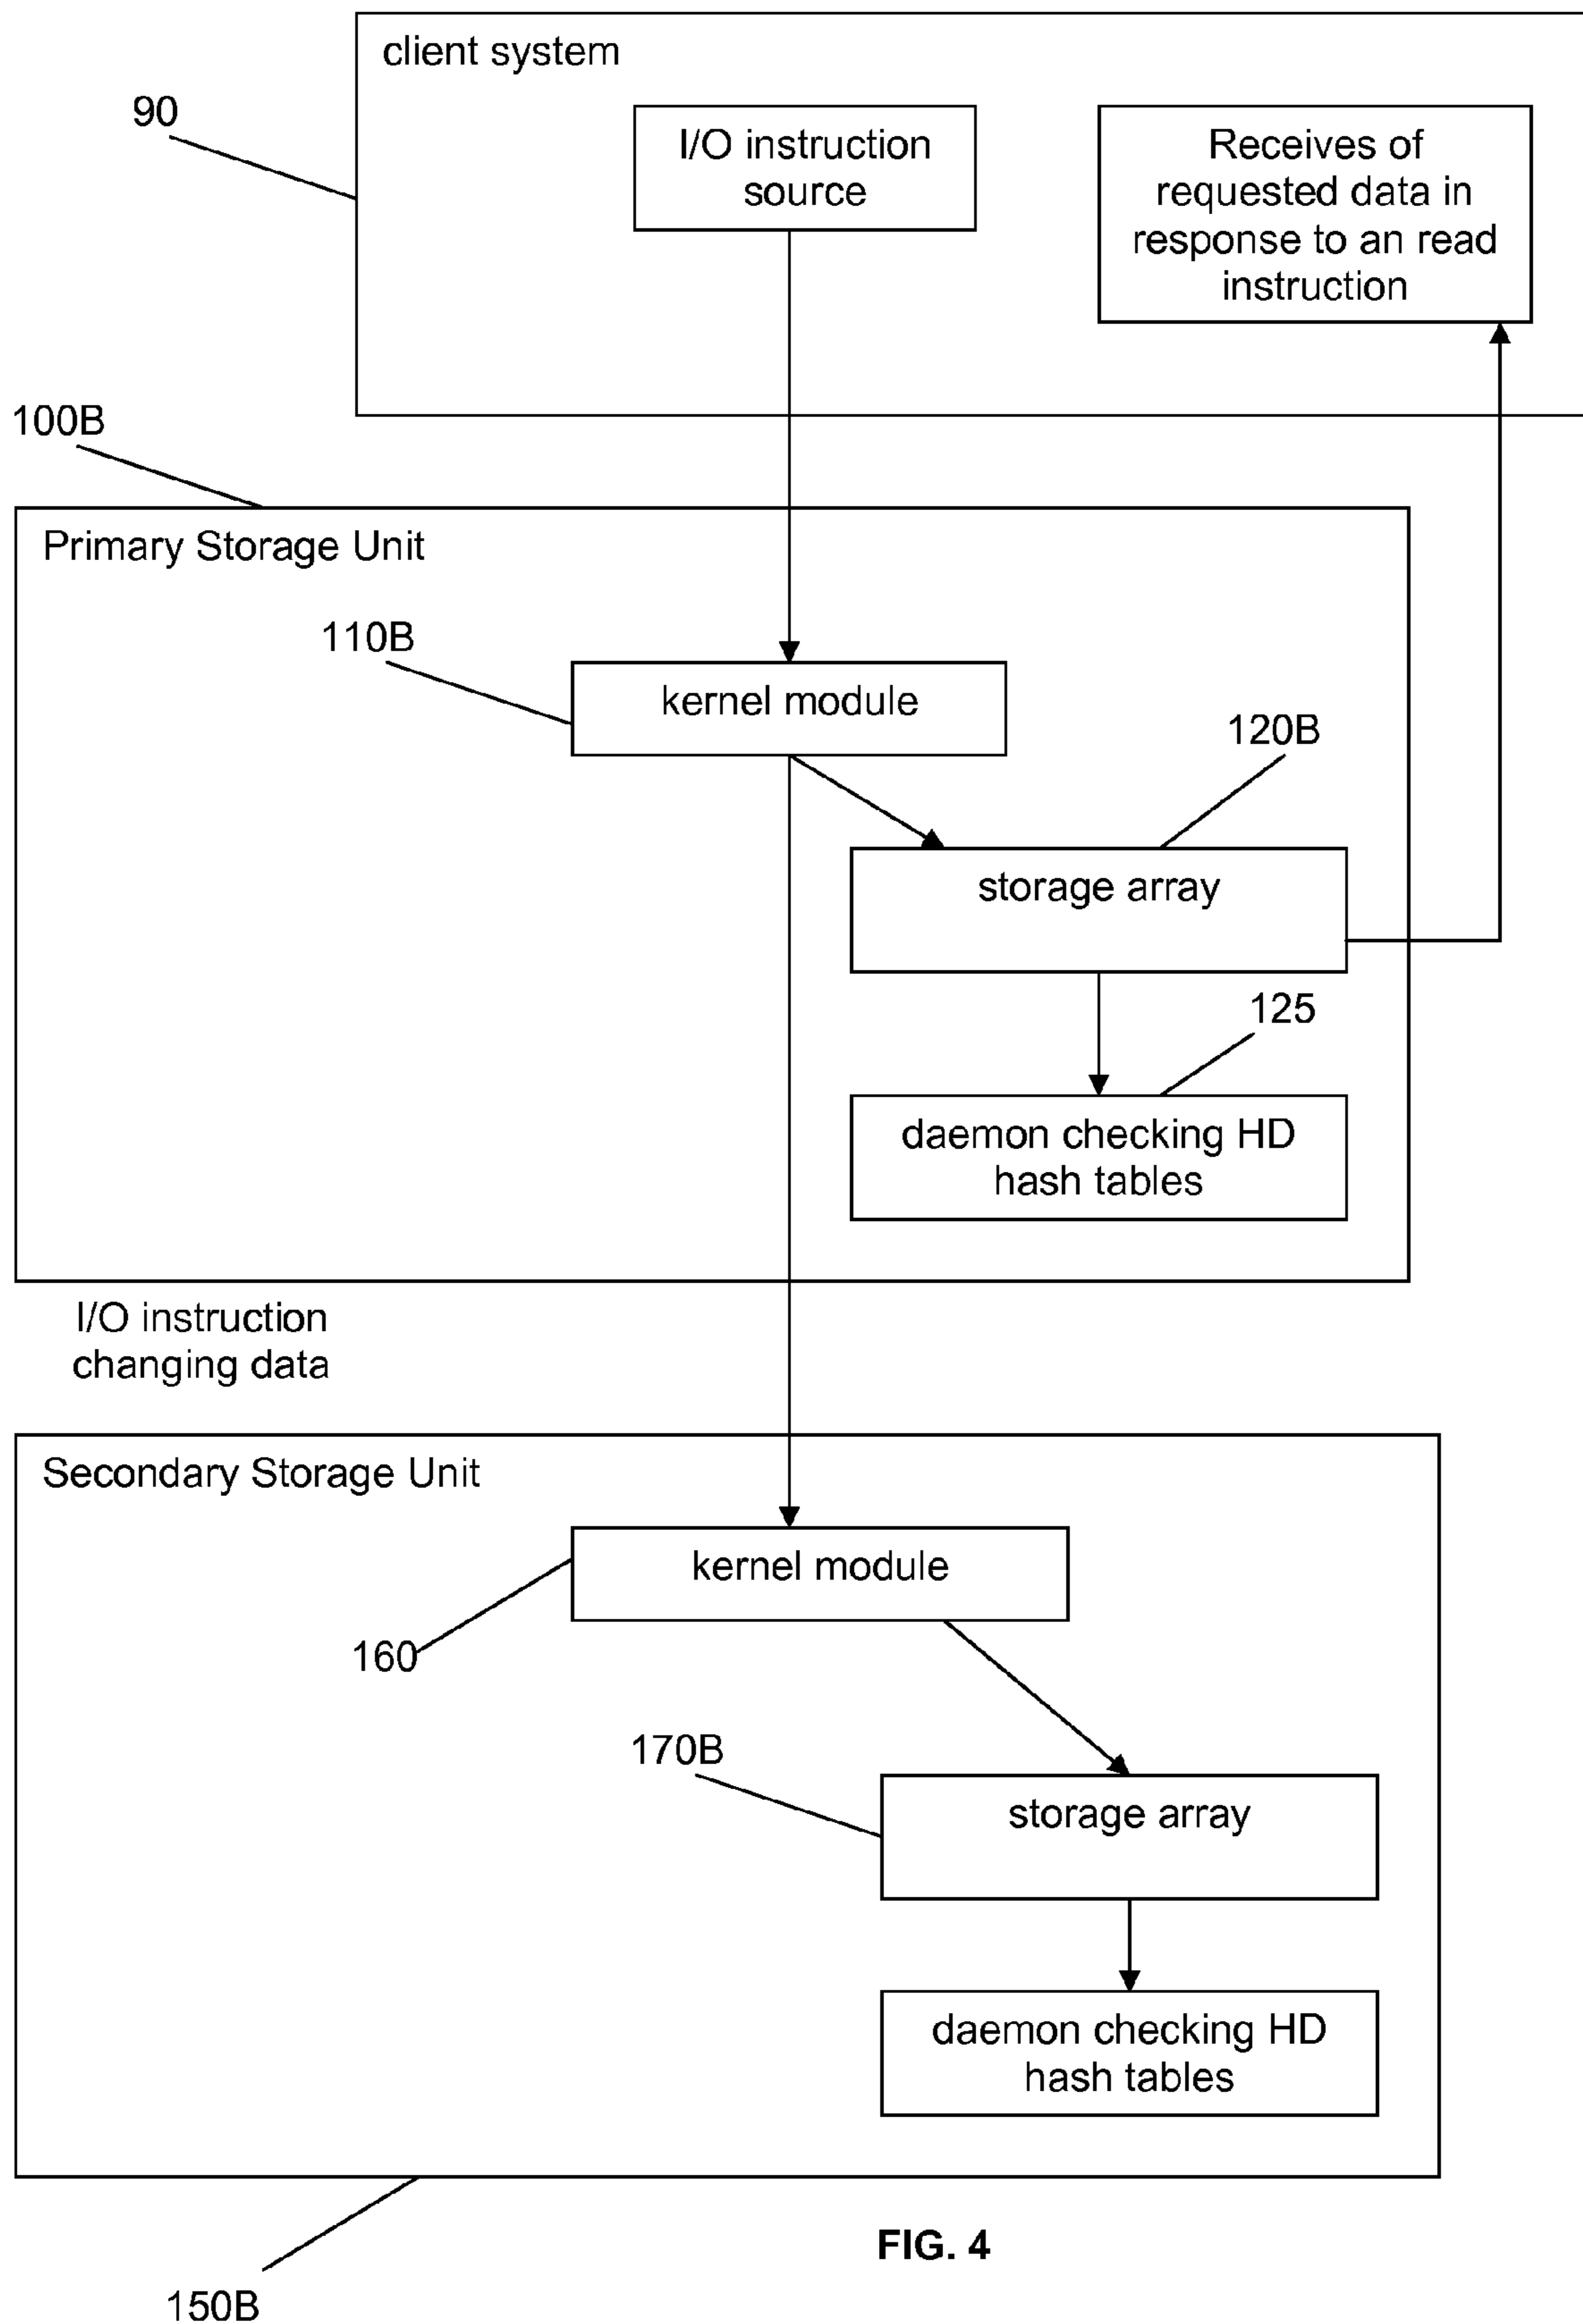 client system
90
I/O instruction
source
Receives of
requested data in
response to an read
instruction
100B
Primary Storage Unit
110B
kernel module
120B
storage array
125
daemon checking HD
hash tables
I/O instruction
changing data
Secondary Storage Unit
kernel module
160
170B
storage array
daemon checking HD
hash tables
FIG. 4
150B